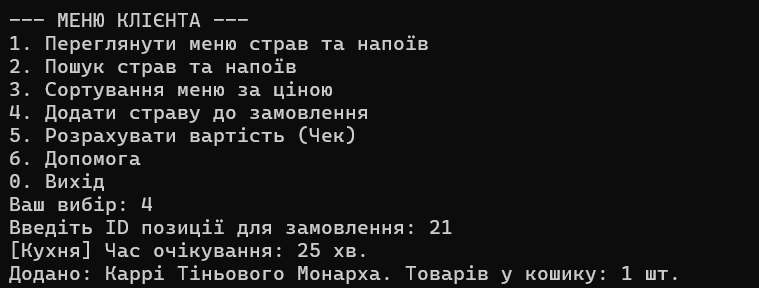 --- МЕНЮ КЛІЄНТА ---
1. Переглянути меню страв та напоїв
2. Пошук страв та напоїв
3. Сортування меню за ціною
4. Додати страву до замовлення
5. Розрахувати вартість (Чек)
6. Допомога
0. Вихід
Ваш вибір: 4
Введіть ID позиції для замовлення: 21
[Кухня] Час очікування: 25 хв.
Додано: Каррі Тіньового Монарха. Товарів у кошику: 1 шт.